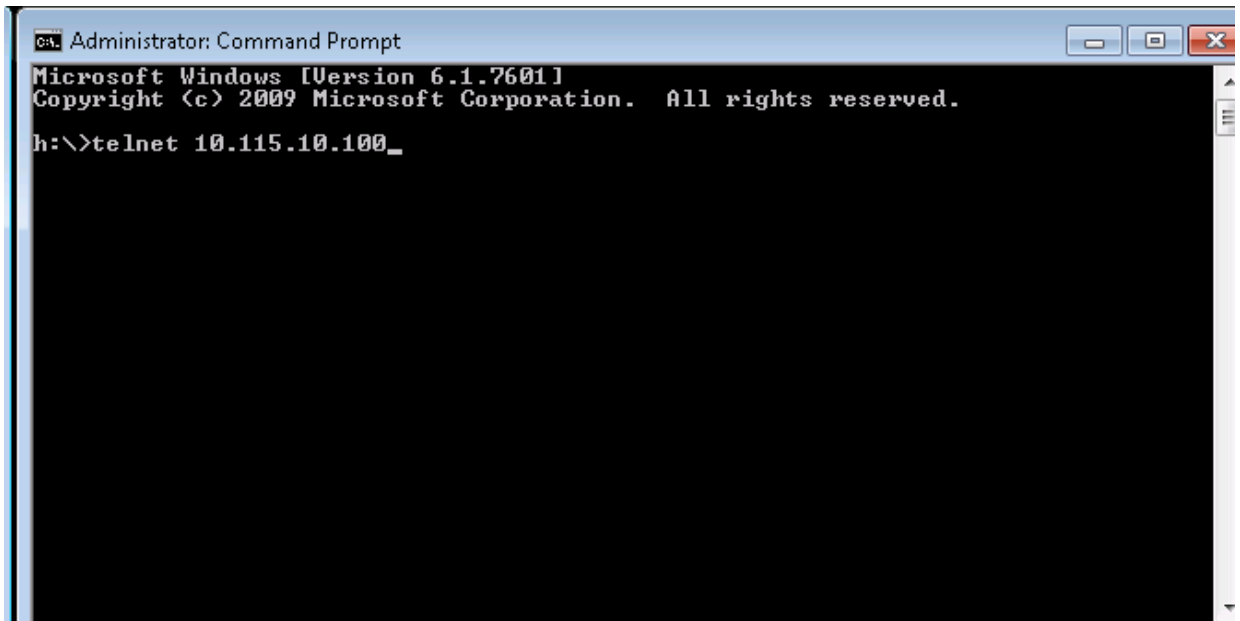 Administrator: Command Prompt
Microsoft Windows [Version 6.1.7601]
Copyright (c) 2009 Microsoft Corporation.  All rights reserved.
h:\>telnet 10.115.10.100_